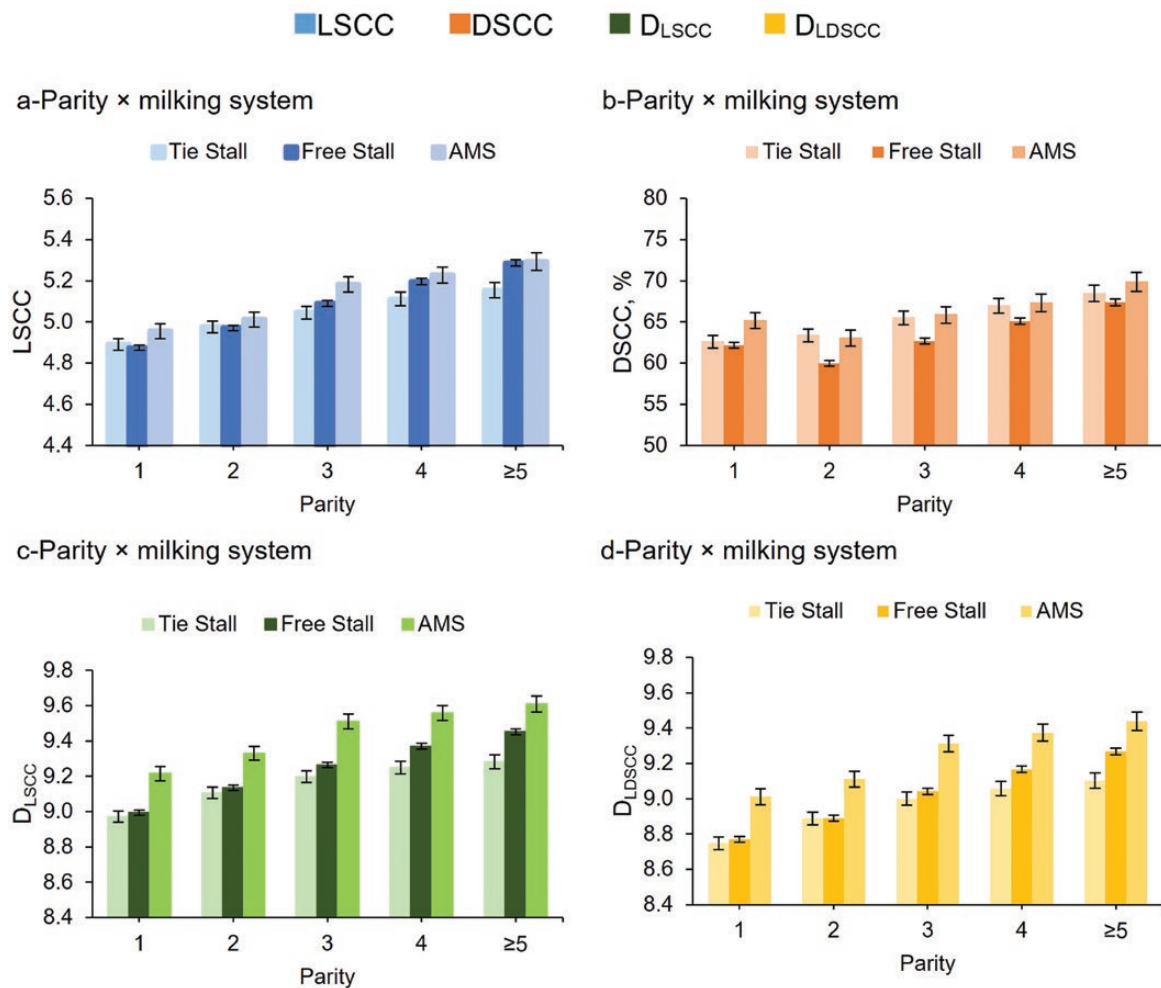 LSCC DSCC DLSCC DLDSCC
a-Parity × milking system
Tie Stall Free Stall AMS
LSCC
5.6
5.4
5.2
5.0
4.8
4.6
4.4
1 2 3 4 ≥5
Parity
b-Parity × milking system
Tie Stall Free Stall AMS
DSCC, %
80
75
70
65
60
55
50
1 2 3 4 ≥5
Parity
c-Parity × milking system
Tie Stall Free Stall AMS
DLSCC
9.8
9.6
9.4
9.2
9.0
8.8
8.6
8.4
1 2 3 4 ≥5
Parity
d-Parity × milking system
Tie Stall Free Stall AMS
DLDSCC
9.8
9.6
9.4
9.2
9.0
8.8
8.6
8.4
1 2 3 4 ≥5
Parity